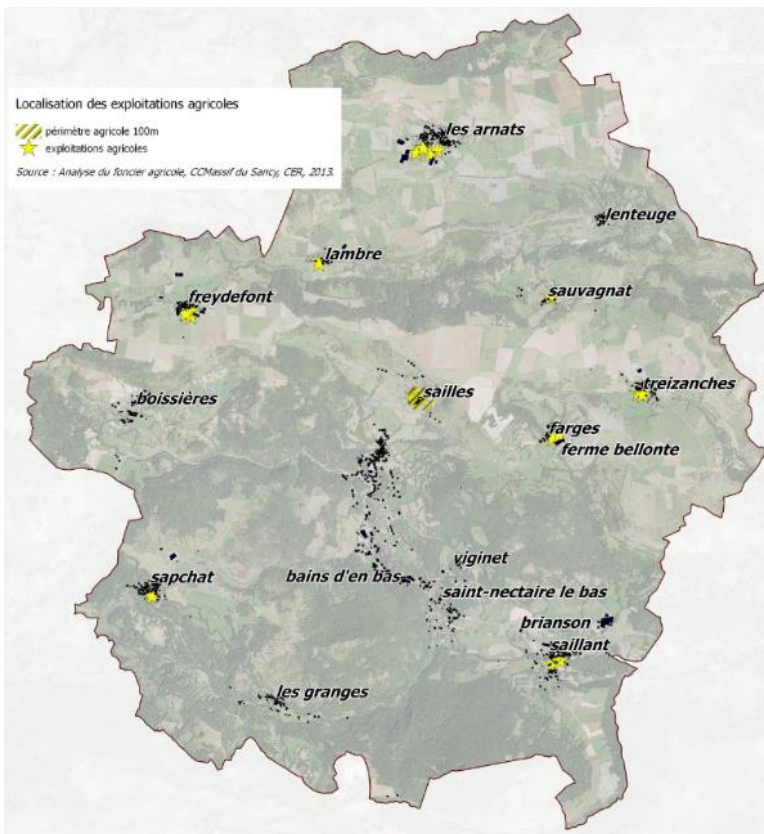 Localisation des exploitations agricoles
périmètre agricole 100m
exploitations agricoles
Source : Analyse du foncier agricole, CCMassif du Sancy, CER, 2013.
les arnats
lenteuge
lambre
freydefont
sauvagnat
boissières
sailles
treizanches
farges
ferme bellonte
viginet
sapchat
bains d'en bas
saint-nectaire le bas
brianson
saillant
les granges